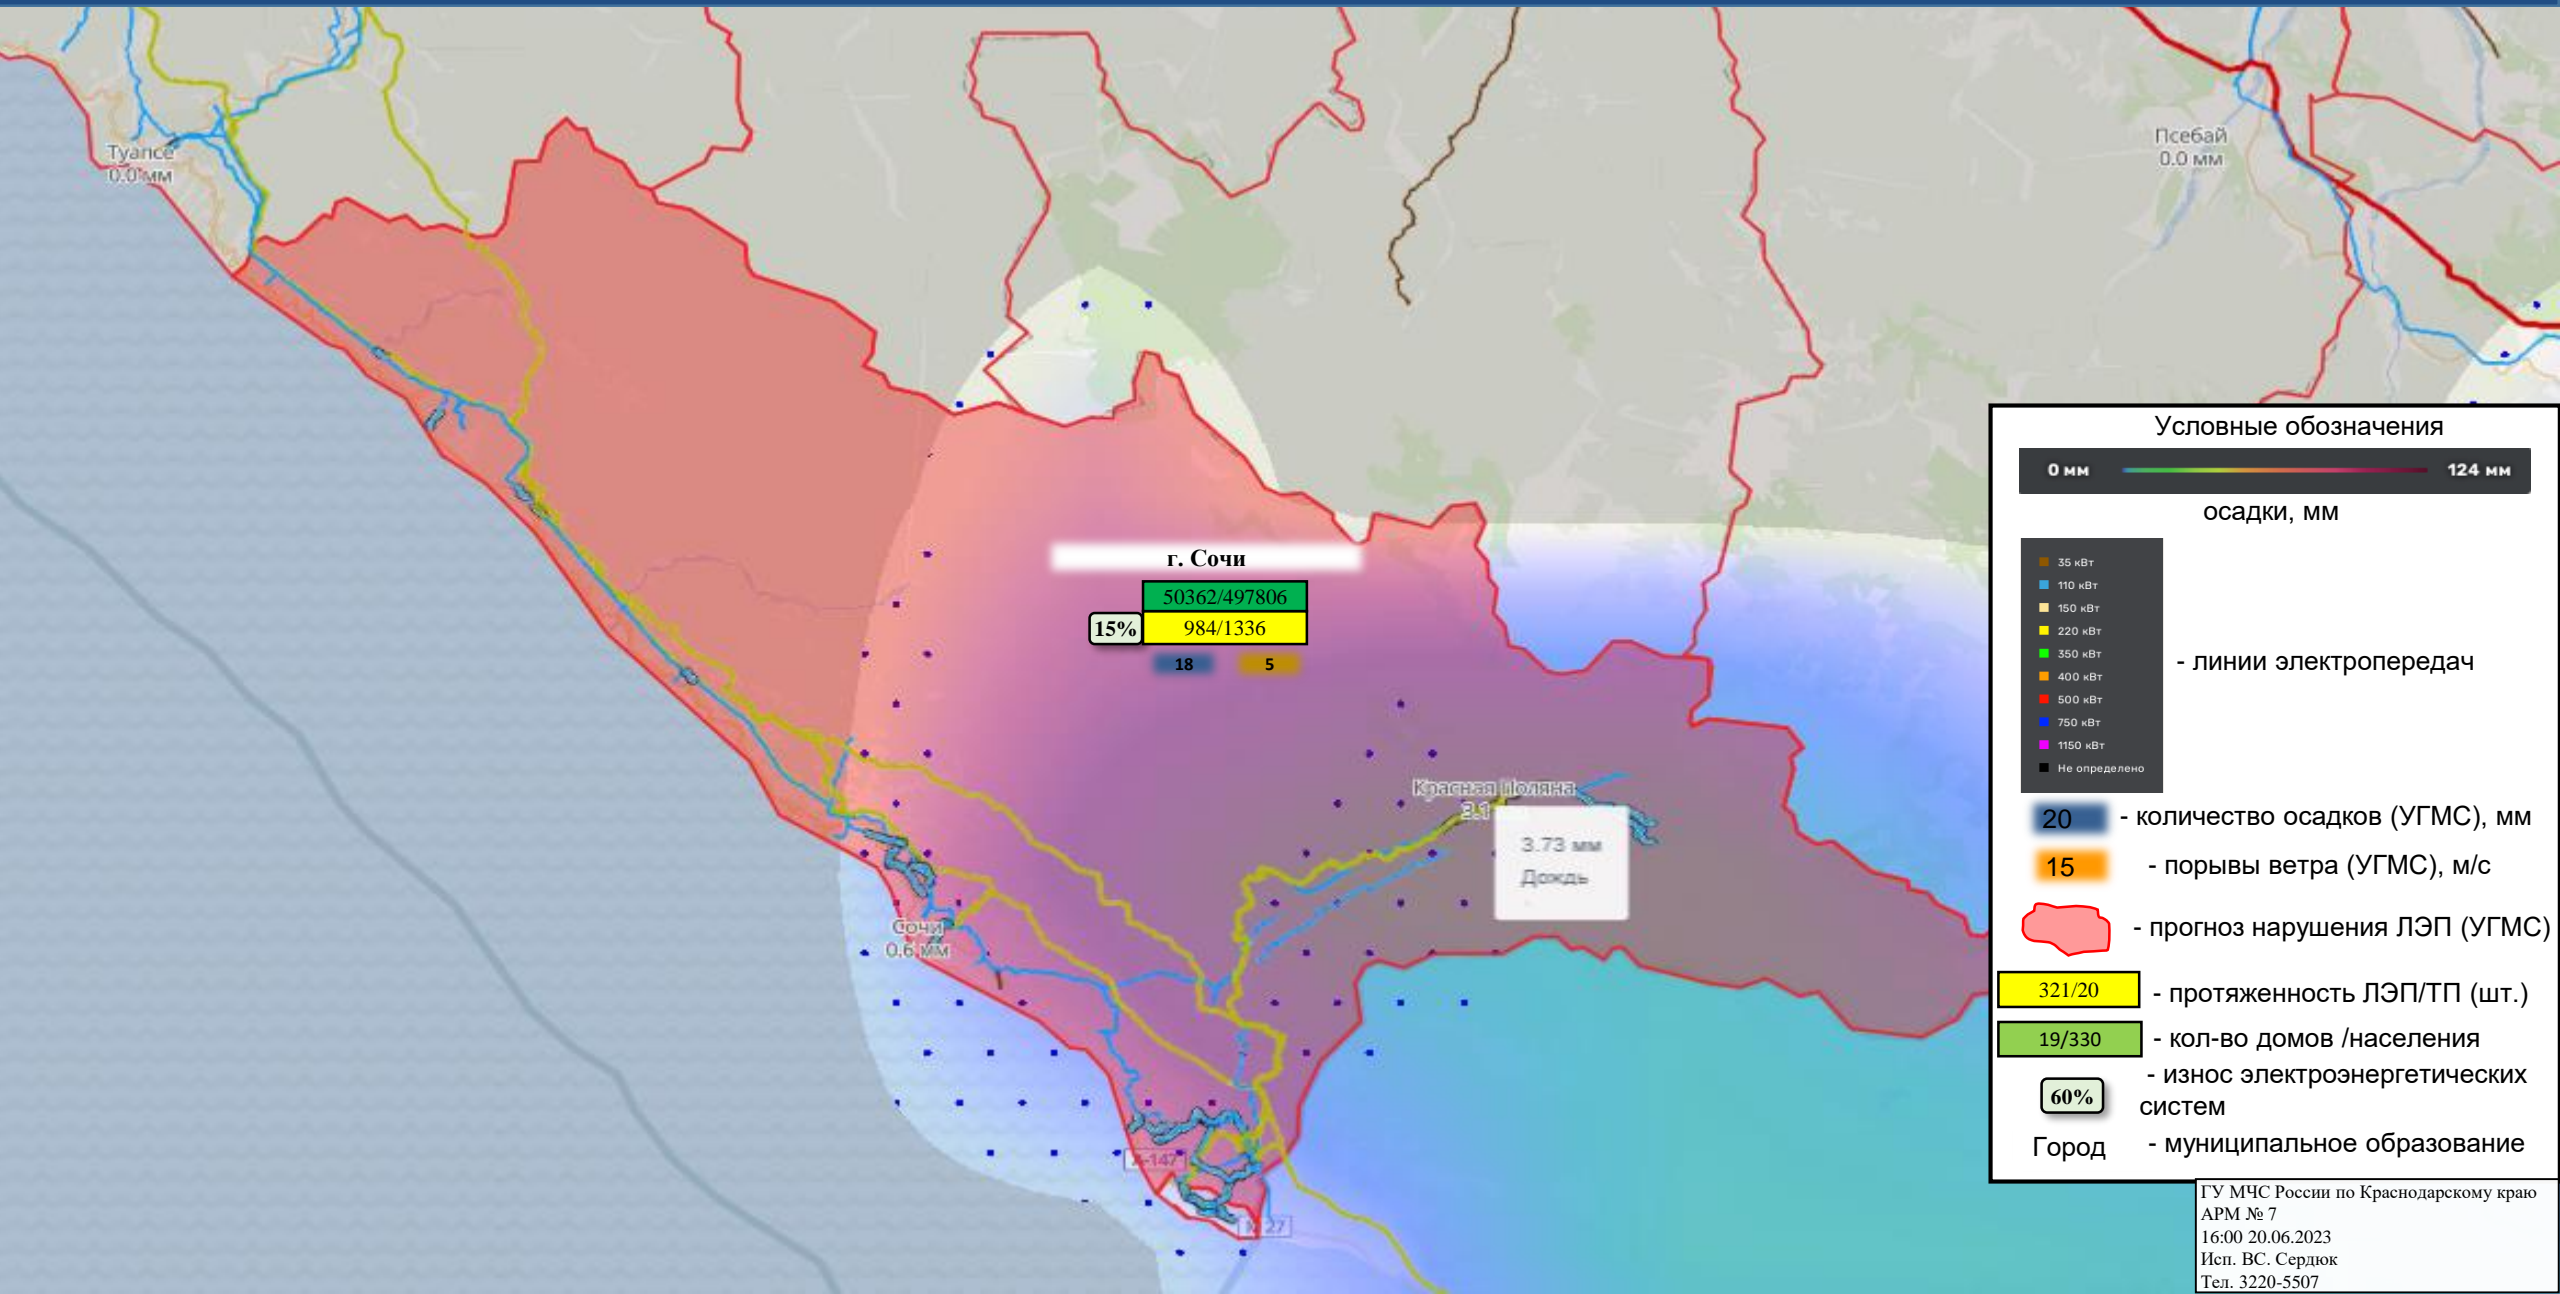 Туапсе
0.0 мм
Псебай
0.0 мм
г. Сочи
50362/497806
15%
984/1336
18
5
Красная Поляна
3.1
3.73 мм
Дождь
Сочи
0.6 мм
А-147
27
Условные обозначения
0 мм
124 мм
осадки, мм
35 кВт
110 кВт
150 кВт
220 кВт
350 кВт
400 кВт
500 кВт
750 кВт
1150 кВт
Не определено
- линии электропередач
20 - количество осадков (УГМС), мм
15 - порывы ветра (УГМС), м/с
- прогноз нарушения ЛЭП (УГМС)
321/20 - протяженность ЛЭП/ТП (шт.)
19/330 - кол-во домов /населения
60% - износ электроэнергетических
систем
Город - муниципальное образование
ГУ МЧС России по Краснодарскому краю
АРМ № 7
16:00 20.06.2023
Исп. ВС. Сердюк
Тел. 3220-5507